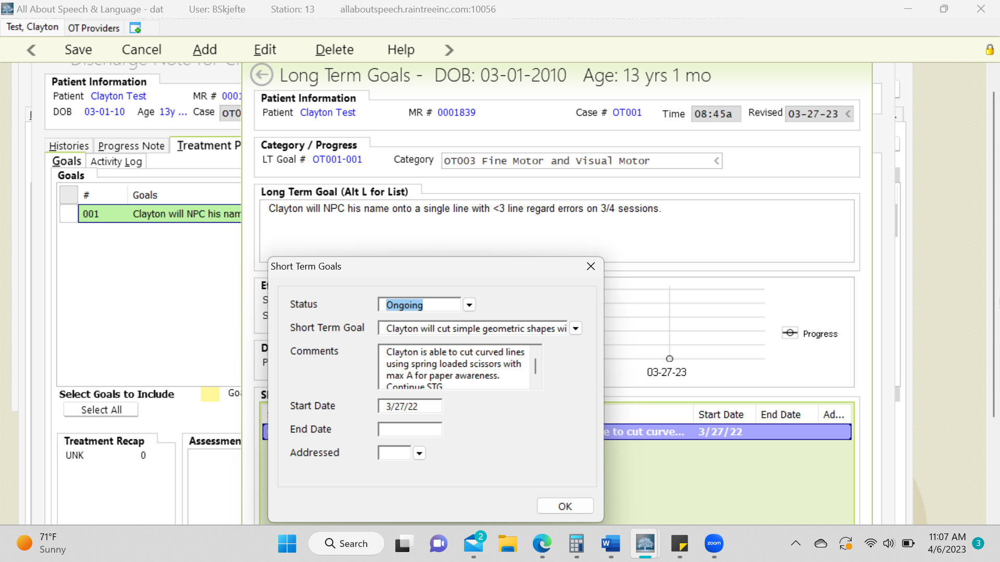 All About Speech & Language - dat User: BSkjefte Station: 13 allaboutspeech.raintreeinc.com:10056
Test, Clayton OT Providers
Save Cancel Add Edit Delete Help
Patient Information
Patient Clayton Test MR # 0001
DOB 03-01-10 Age 13y ... Case OT0
Histories Progress Note Treatment P
Goals Activity Log
Goals
# Goals
001 Clayton will NPC his nam
Select Goals to Include Goa
Select All
Treatment Recap Assessmen
UNK 0
Long Term Goals - DOB: 03-01-2010 Age: 13 yrs 1 mo
Patient Information
Patient Clayton Test MR # 0001839 Case # OT001 Time 08:45a Revised 03-27-23
Category / Progress
LT Goal # OT001-001 Category OT003 Fine Motor and Visual Motor
Long Term Goal (Alt L for List)
Clayton will NPC his name onto a single line with <3 line regard errors on 3/4 sessions.
Progress
03-27-23
Start Date End Date Ad...
e to cut curve... 3/27/22
Short Term Goals
Status Ongoing
Short Term Goal Clayton will cut simple geometric shapes wi
Comments Clayton is able to cut curved lines
using spring loaded scissors with
max A for paper awareness.
Continue STG
Start Date 3/27/22
End Date
Addressed
OK
71°F
Sunny
Search
2
W
zoom
11:07 AM
4/6/2023
3